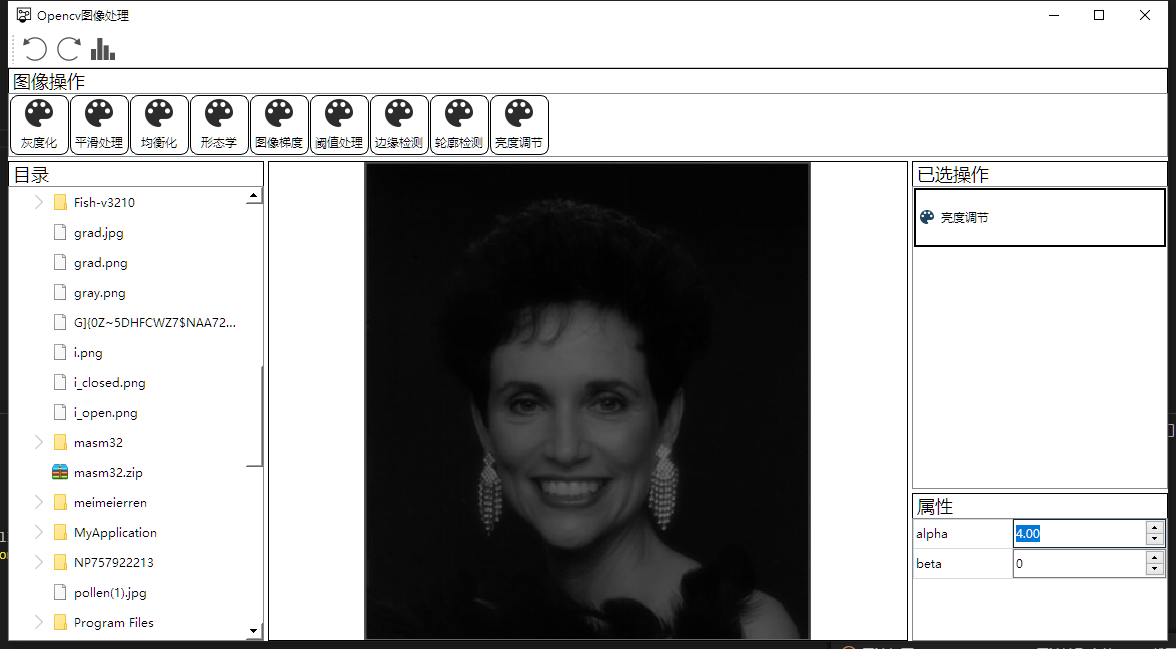 Opencv图像处理
图像操作
灰度化 平滑处理 均衡化 形态学 图像梯度 阈值处理 边缘检测 轮廓检测 亮度调节
目录
Fish-v3210
grad.jpg
grad.png
gray.png
G]{0Z~5DHFCWZ7$NAA72...
i.png
i_closed.png
i_open.png
masm32
masm32.zip
meimeierren
MyApplication
NP757922213
pollen(1).jpg
Program Files
已选操作
亮度调节
属性
alpha 4.00
beta 0